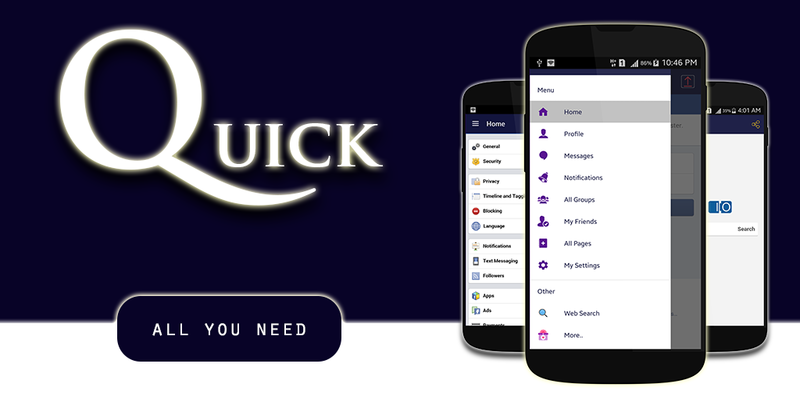 QUICK
ALL YOU NEED
Home
General
Security
Privacy
Timeline and Tagg
Blocking
Language
Notifications
Text Messaging
Followers
Apps
Ads
10:46 PM
86%
Menu
Home
Profile
Messages
Notifications
All Groups
My Friends
All Pages
My Settings
Other
Web Search
More..
4:01 AM
IO
Search